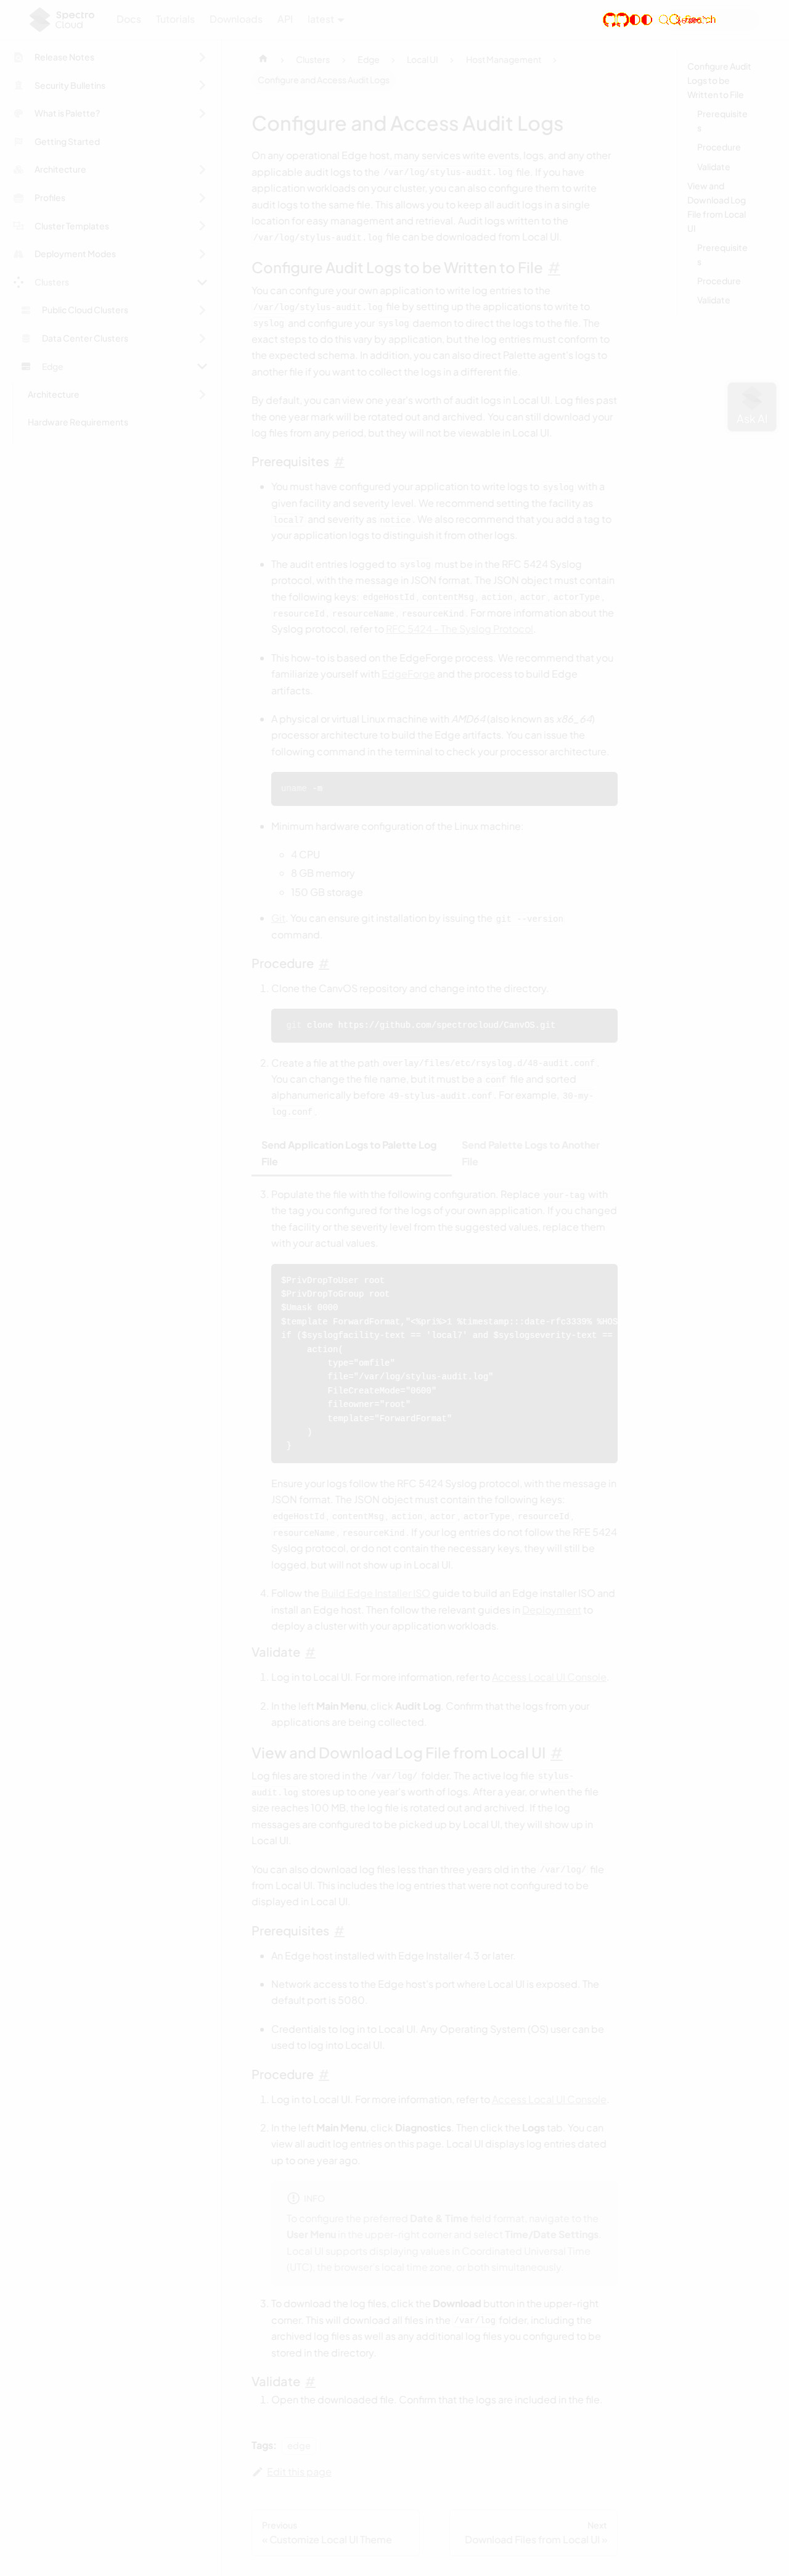 Spectro
Cloud
Docs Tutorials Downloads API latest
Release Notes
Security Bulletins
What is Palette?
Getting Started
Architecture
Profiles
Cluster Templates
Deployment Modes
Clusters
Public Cloud Clusters
Data Center Clusters
Edge
Architecture
Hardware Requirements
Clusters Edge Local UI Host Management
Configure and Access Audit Logs
Configure and Access Audit Logs
On any operational Edge host, many services write events, logs, and any other
applicable audit logs to the /var/log/stylus-audit.log file. If you have
application workloads on your cluster, you can also configure them to write
audit logs to the same file. This allows you to keep all audit logs in a single
location for easy management and retrieval. Audit logs written to the
/var/log/stylus-audit.log file can be downloaded from Local UI.
Configure Audit Logs to be Written to File #
You can configure your own application to write log entries to the
/var/log/stylus-audit.log file by setting up the applications to write to
syslog and configure your syslog daemon to direct the logs to the file. The
exact steps to do this vary by application, but the log entries must conform to
the expected schema. In addition, you can also direct Palette agent's logs to
another file if you want to collect the logs in a different file.
By default, you can view one year's worth of audit logs in Local UI. Log files past
the one year mark will be rotated out and archived. You can still download your
log files from any period, but they will not be viewable in Local UI.
Prerequisites #
You must have configured your application to write logs to syslog with a
given facility and severity level. We recommend setting the facility as
local7 and severity as notice. We also recommend that you add a tag to
your application logs to distinguish it from other logs.
The audit entries logged to syslog must be in the RFC 5424 Syslog
protocol, with the message in JSON format. The JSON object must contain
the following keys: edgeHostId, contentMsg, action, actor, actorType,
resourceId, resourceName, resourceKind. For more information about the
Syslog protocol, refer to RFC 5424 - The Syslog Protocol.
This how-to is based on the EdgeForge process. We recommend that you
familiarize yourself with EdgeForge and the process to build Edge
artifacts.
A physical or virtual Linux machine with AMD64 (also known as x86_64)
processor architecture to build the Edge artifacts. You can issue the
following command in the terminal to check your processor architecture.
uname -m
Minimum hardware configuration of the Linux machine:
4 CPU
8 GB memory
150 GB storage
Git. You can ensure git installation by issuing the git --version
command.
Procedure #
1. Clone the CanvOS repository and change into the directory.
git clone https://github.com/spectrocloud/CanvOS.git
2. Create a file at the path overlay/files/etc/rsyslog.d/48-audit.conf.
You can change the file name, but it must be a conf file and sorted
alphanumerically before 49-stylus-audit.conf. For example, 38-my-
log.conf.
Send Application Logs to Palette Log
File
Send Palette Logs to Another
File
3. Populate the file with the following configuration. Replace your-tag with
the tag you configured for the logs of your own application. If you changed
the facility or the severity level from the suggested values, replace them
with your actual values.
$PrivDropToUser root
$PrivDropToGroup root
$Umask 0000
$template ForwardFormat,"<%pri%>1 %timestamp:::date-rfc3339% %HOS
if ($syslogfacility-text == 'local7' and $syslogseverity-text ==
action(
type="omfile"
file="/var/log/stylus-audit.log"
FileCreateMode="0600"
fileowner="root"
template="ForwardFormat"
)
}
Ensure your logs follow the RFC 5424 Syslog protocol, with the message in
JSON format. The JSON object must contain the following keys:
edgeHostId, contentMsg, action, actor, actorType, resourceId,
resourceName, resourceKind. If your log entries do not follow the RFE 5424
Syslog protocol, or do not contain the necessary keys, they will still be
logged, but will not show up in Local UI.
4. Follow the Build Edge Installer ISO guide to build an Edge installer ISO and
install an Edge host. Then follow the relevant guides in Deployment to
deploy a cluster with your application workloads.
Validate #
1. Log in to Local UI. For more information, refer to Access Local UI Console.
2. In the left Main Menu, click Audit Log. Confirm that the logs from your
applications are being collected.
View and Download Log File from Local UI #
Log files are stored in the /var/log/ folder. The active log file stylus-
audit.log stores up to one year's worth of logs. After a year, or when the file
size reaches 100 MB, the log file is rotated out and archived. If the log
messages are configured to be picked up by Local UI, they will show up in
Local UI.
You can also download log files less than three years old in the /var/log/ file
from Local UI. This includes the log entries that were not configured to be
displayed in Local UI.
Prerequisites #
An Edge host installed with Edge Installer 4.3 or later.
Network access to the Edge host's port where Local UI is exposed. The
default port is 5080.
Credentials to log in to Local UI. Any Operating System (OS) user can be
used to log into Local UI.
Procedure #
1. Log in to Local UI. For more information, refer to Access Local UI Console.
2. In the left Main Menu, click Diagnostics. Then click the Logs tab. You can
view all audit log entries on this page. Local UI displays log entries dated
up to one year ago.
INFO
To configure the preferred Date & Time field format, navigate to the
User Menu in the upper-right corner and select Time/Date Settings.
Local UI supports displaying values in Coordinated Universal Time
(UTC), the browser's local time zone, or both simultaneously.
3. To download the log files, click the Download button in the upper-right
corner. This will download all files in the /var/log folder, including the
archived log files as well as any additional log files you configured to be
stored in the directory.
Validate #
1. Open the downloaded file. Confirm that the logs are included in the file.
Tags: edge
Edit this page
Previous
« Customize Local UI Theme
Next
Download Files from Local UI »
Configure Audit
Logs to be
Written to File
Prerequisite
s
Procedure
Validate
View and
Download Log
File from Local
UI
Prerequisite
s
Procedure
Validate
Ask AI